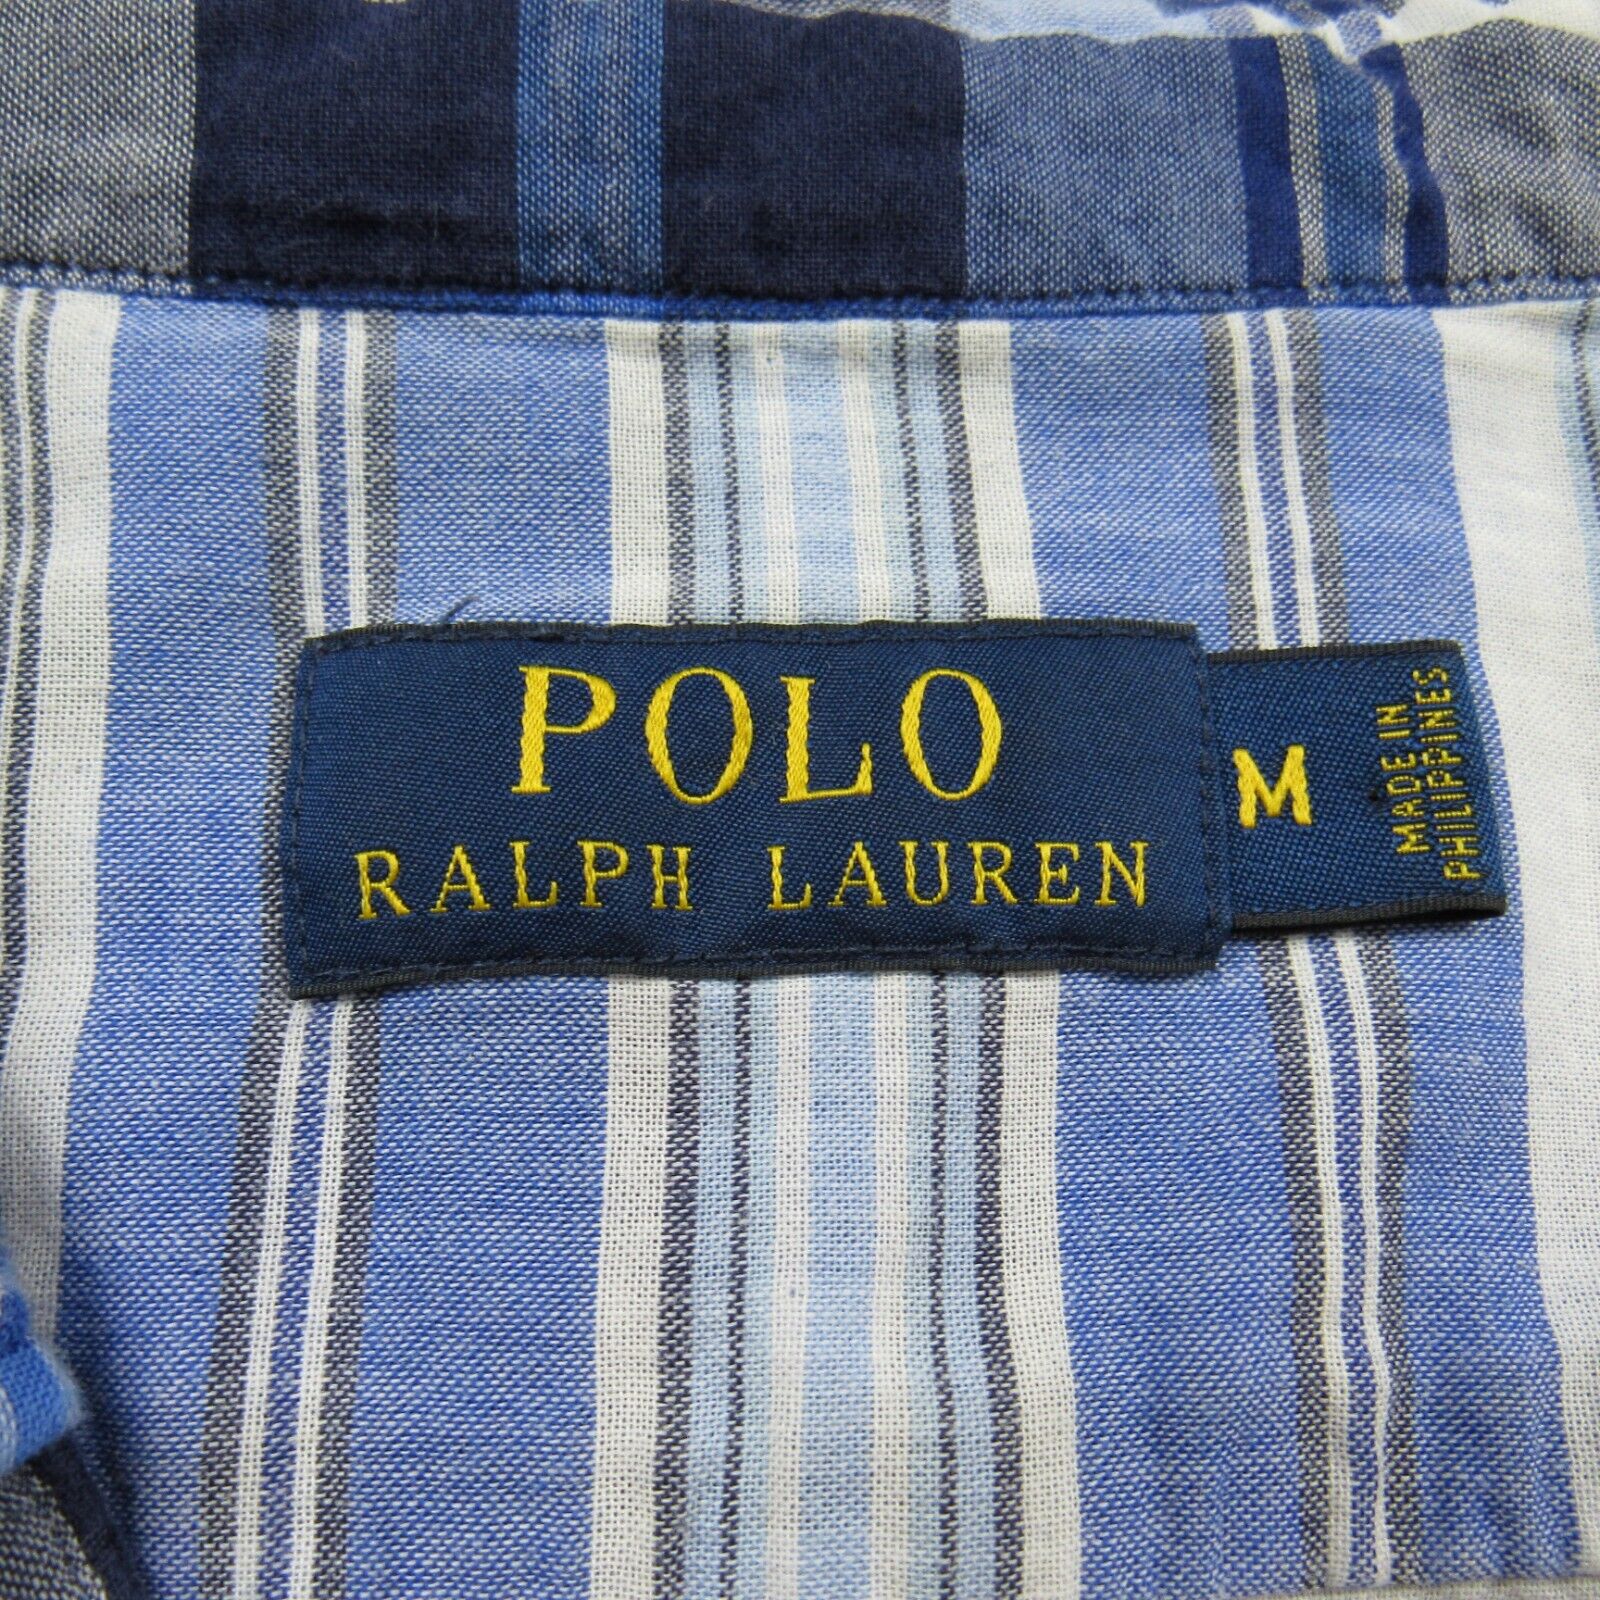 POLO
RALPH LAUREN
M
MADE IN
PHILIPPINES